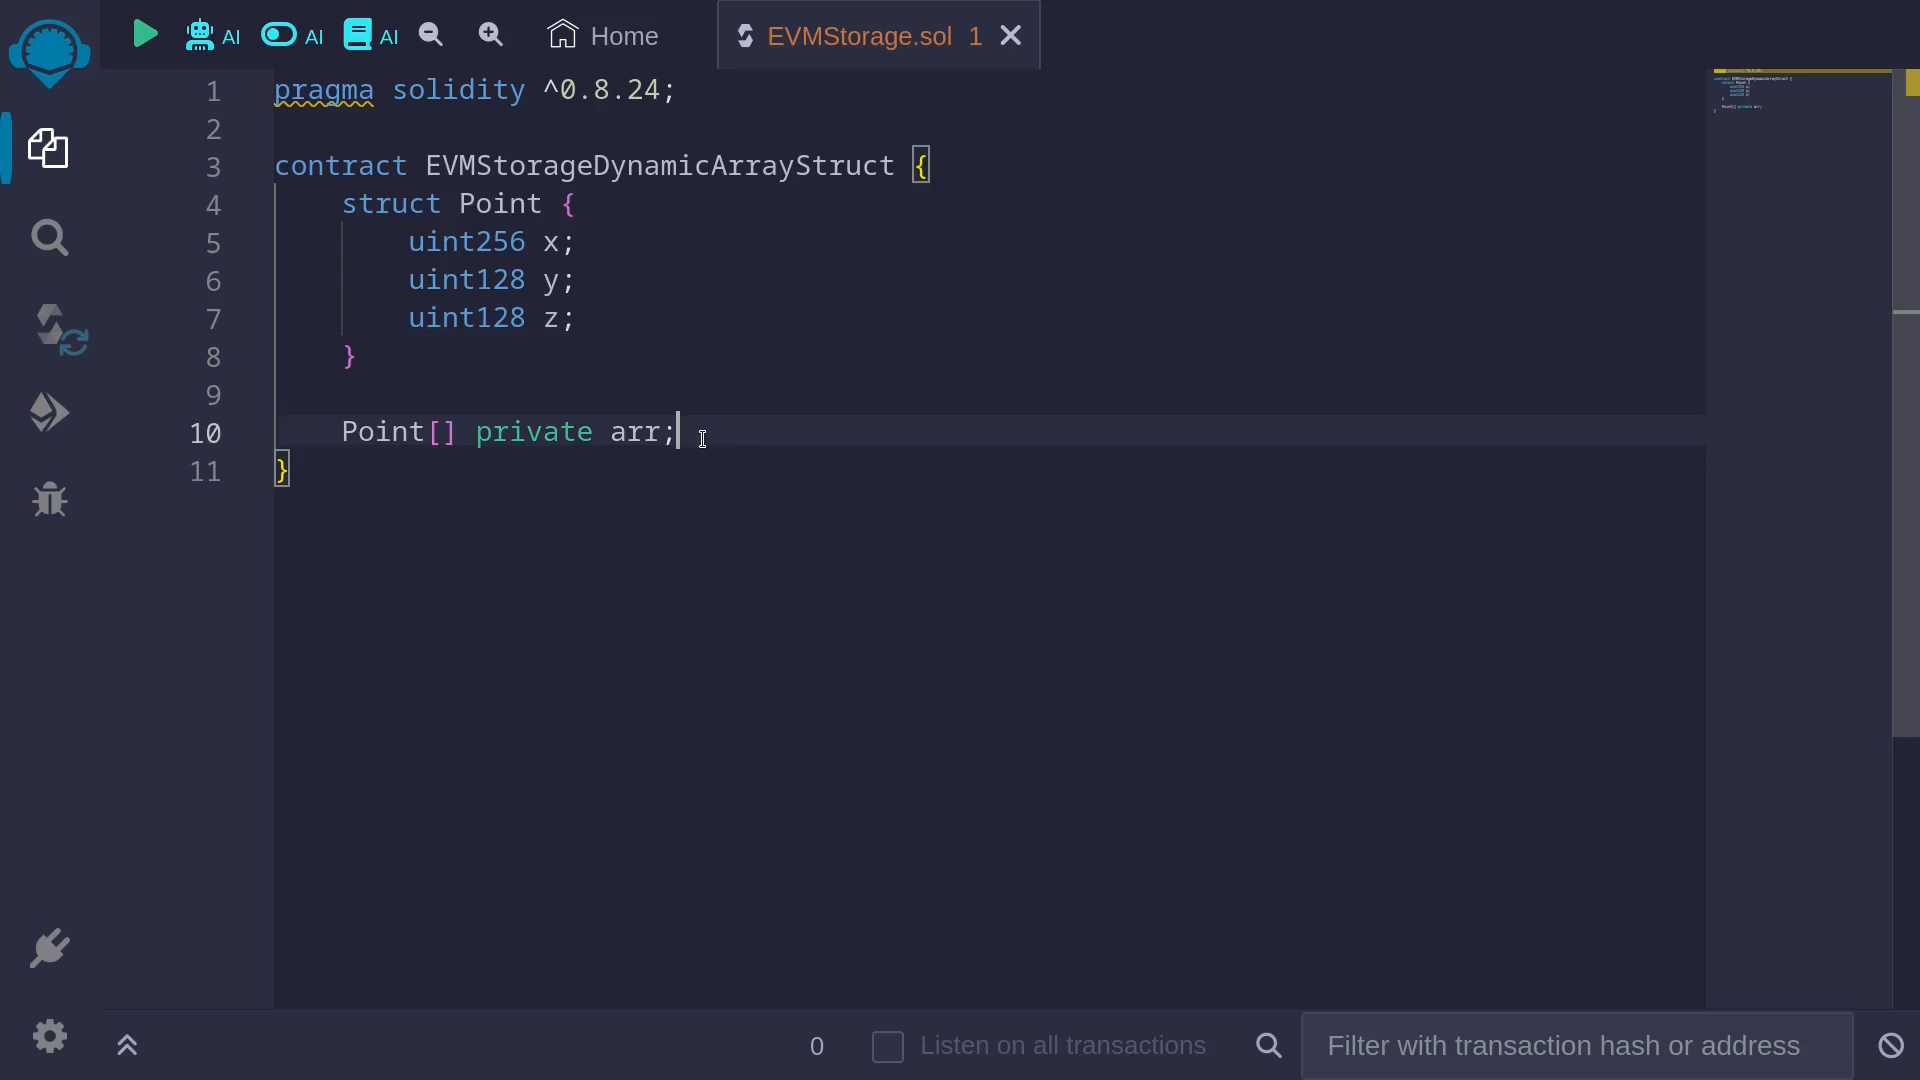 AI AI AI Home EVMStorage.sol 1
1 pragma solidity ^0.8.24;
2
3 contract EVMStorageDynamicArrayStruct {
4 struct Point {
5 uint256 x;
6 uint128 y;
7 uint128 z;
8 }
9
10 Point[] private arr;
11 }
0 Listen on all transactions Filter with transaction hash or address